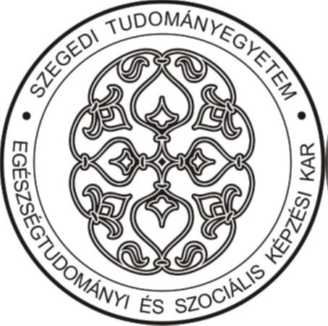 SZEGEDI TUDOMÁNYEGYETEM
EGÉSZSÉGTUDOMÁNYI ÉS SZOCIÁLIS KÉPZÉSI KAR